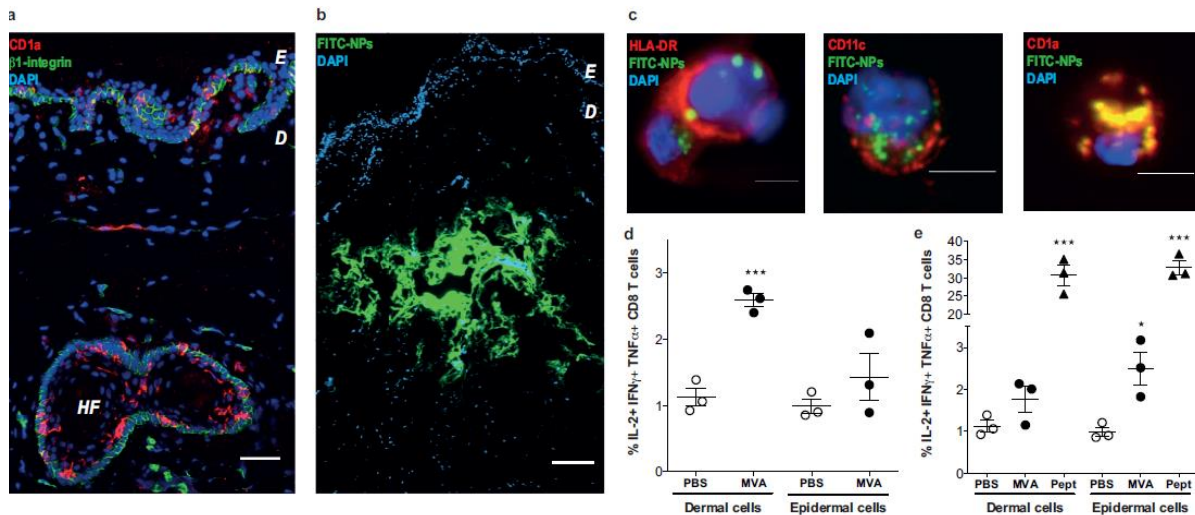 a
CD1a
β1-integrin
DAPI
E
D
HF
b
FITC-NPs
DAPI
E
D
c
HLA-DR
FITC-NPs
DAPI
CD11c
FITC-NPs
DAPI
CD1a
FITC-NPs
DAPI
d
% IL-2+ IFNγ+ TNFα+ CD8 T cells
3
2
1
0
***
PBS MVA PBS MVA
Dermal cells Epidermal cells
e
% IL-2+ IFNγ+ TNFα+ CD8 T cells
40
35
30
25
20
15
3
2
1
0
***
***
*
PBS MVA Pept PBS MVA Pept
Dermal cells Epidermal cells